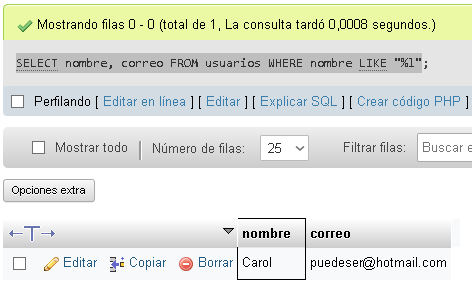 Mostrando filas 0 - 0 (total de 1, La consulta tardó 0,0008 segundos.)
SELECT nombre, correo FROM usuarios WHERE nombre LIKE "%l";
Perfilando [ Editar en línea ] [ Editar ] [ Explicar SQL ] [ Crear código PHP ]
Mostrar todo Número de filas: 25 Filtrar filas: Buscar e
Opciones extra
←T→ nombre correo
Editar Copiar Borrar Carol puedeser@hotmail.com